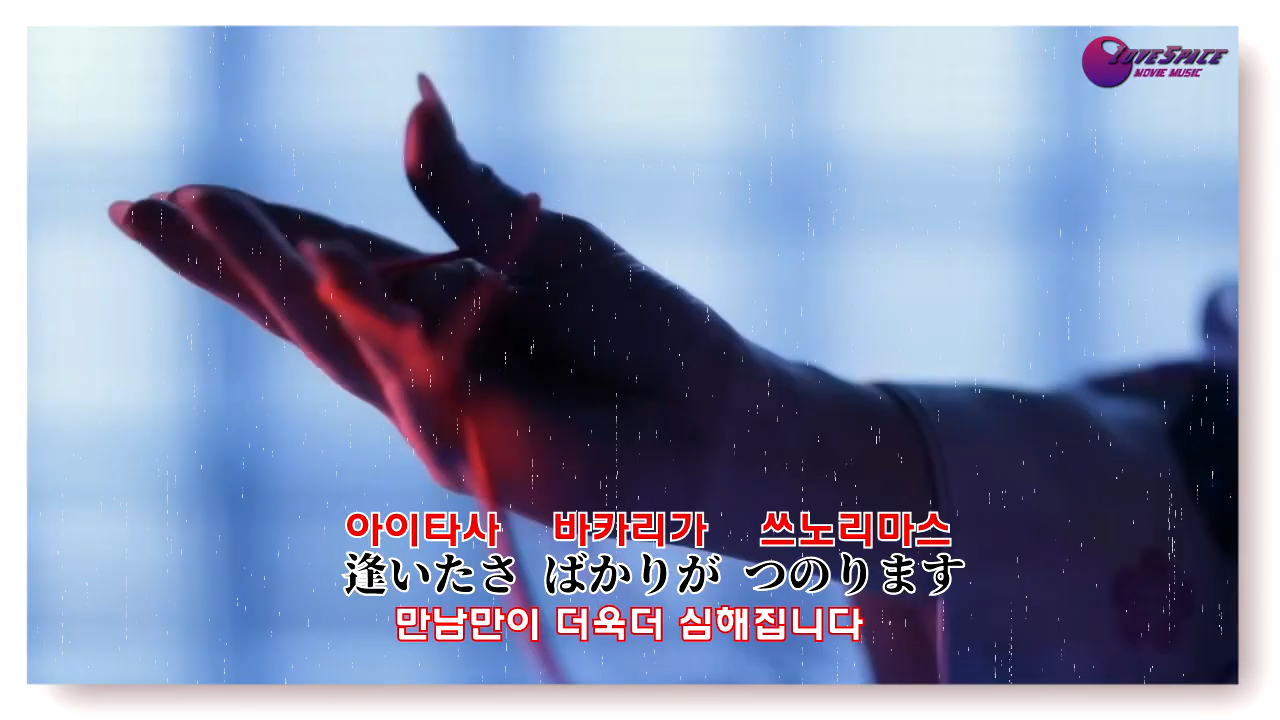 LOVESPACE
MOVIE MUSIC
아이타사 바카리가 쓰노리마스
逢いたさ ばかりが つのります
만남만이 더욱더 심해집니다